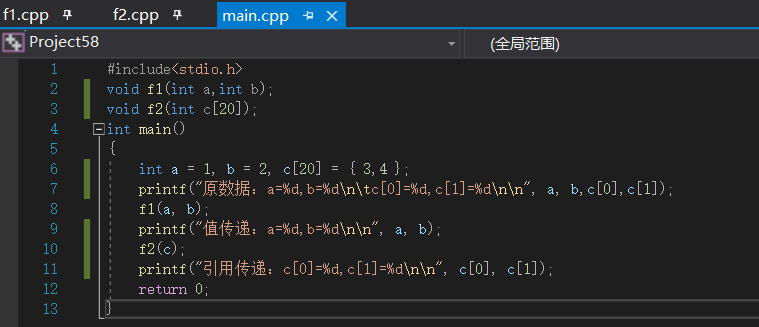 f1.cpp f2.cpp main.cpp
Project58 (全局范围)
1 #include<stdio.h>
2 void f1(int a,int b);
3 void f2(int c[20]);
4 int main()
5 {
6 int a = 1, b = 2, c[20] = { 3,4 };
7 printf("原数据：a=%d,b=%d\n\tc[0]=%d,c[1]=%d\n\n", a, b,c[0],c[1]);
8 f1(a, b);
9 printf("值传递：a=%d,b=%d\n\n", a, b);
10 f2(c);
11 printf("引用传递：c[0]=%d,c[1]=%d\n\n", c[0], c[1]);
12 return 0;
13 }